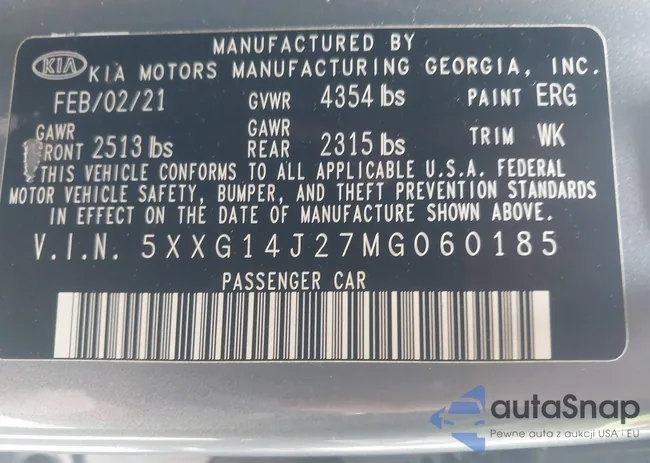 MANUFACTURED BY
KIA KIA MOTORS MANUFACTURING GEORGIA, INC.
FEB/02/21 GVWR 4354 lbs PAINT ERG
GAWR FRONT 2513 lbs GAWR REAR 2315 lbs TRIM WK
THIS VEHICLE CONFORMS TO ALL APPLICABLE U.S.A. FEDERAL
MOTOR VEHICLE SAFETY, BUMPER, AND THEFT PREVENTION STANDARDS
IN EFFECT ON THE DATE OF MANUFACTURE SHOWN ABOVE.
V.I.N. 5XXG14J27MG060185
PASSENGER CAR
autaSnap
Pewne auta z aukcji USA i EU